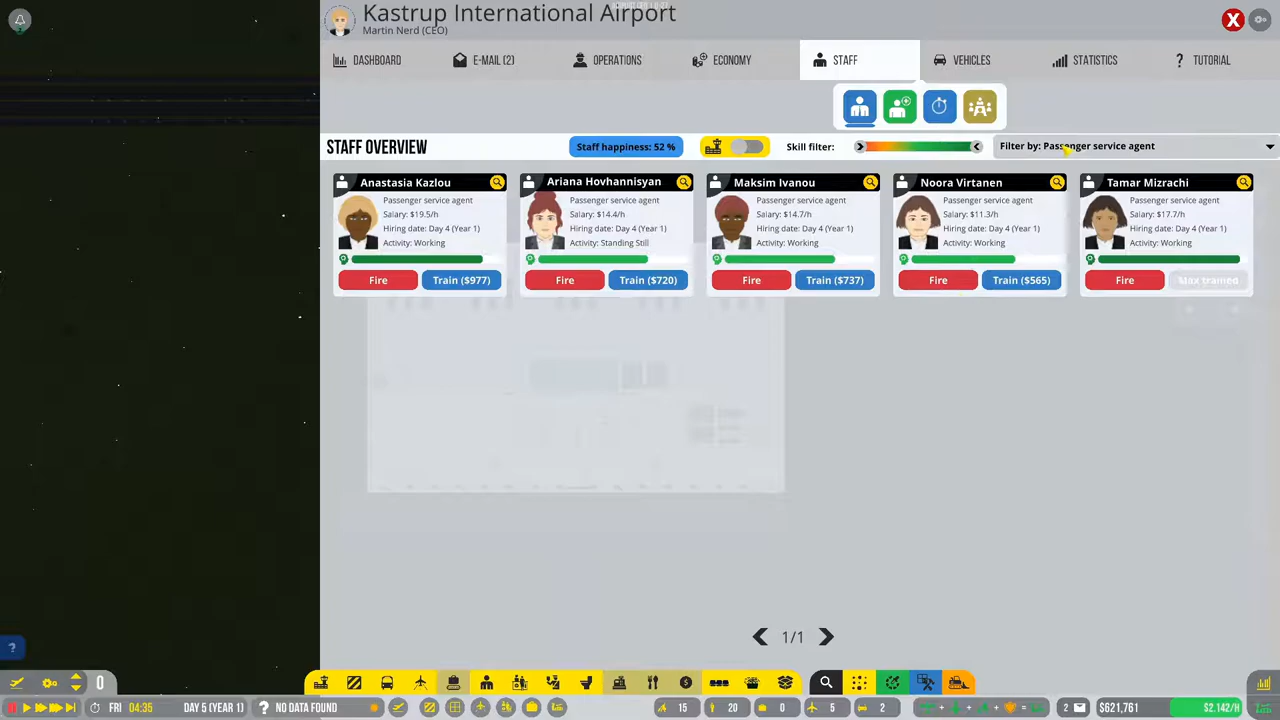 Kastrup International Airport
Martin Nerd (CEO)
DASHBOARD
E-MAIL (2)
OPERATIONS
ECONOMY
STAFF
VEHICLES
STATISTICS
TUTORIAL
STAFF OVERVIEW
Staff happiness: 52 %
Skill filter:
Filter by: Passenger service agent
Anastasia Kazlou
Passenger service agent
Salary: $19.5/h
Hiring date: Day 4 (Year 1)
Activity: Working
Fire
Train ($977)
Ariana Hovhannisyan
Passenger service agent
Salary: $14.4/h
Hiring date: Day 4 (Year 1)
Activity: Standing Still
Fire
Train ($720)
Maksim Ivanou
Passenger service agent
Salary: $14.7/h
Hiring date: Day 4 (Year 1)
Activity: Working
Fire
Train ($737)
Noora Virtanen
Passenger service agent
Salary: $11.3/h
Hiring date: Day 4 (Year 1)
Activity: Working
Fire
Train ($565)
Tamar Mizrachi
Passenger service agent
Salary: $17.7/h
Hiring date: Day 4 (Year 1)
Activity: Working
Fire
Max trained
1/1
?
0
FRI 04:35
DAY 5 (YEAR 1)
? NO DATA FOUND
15
20
0
5
2
2
$621,761
$2.142/H